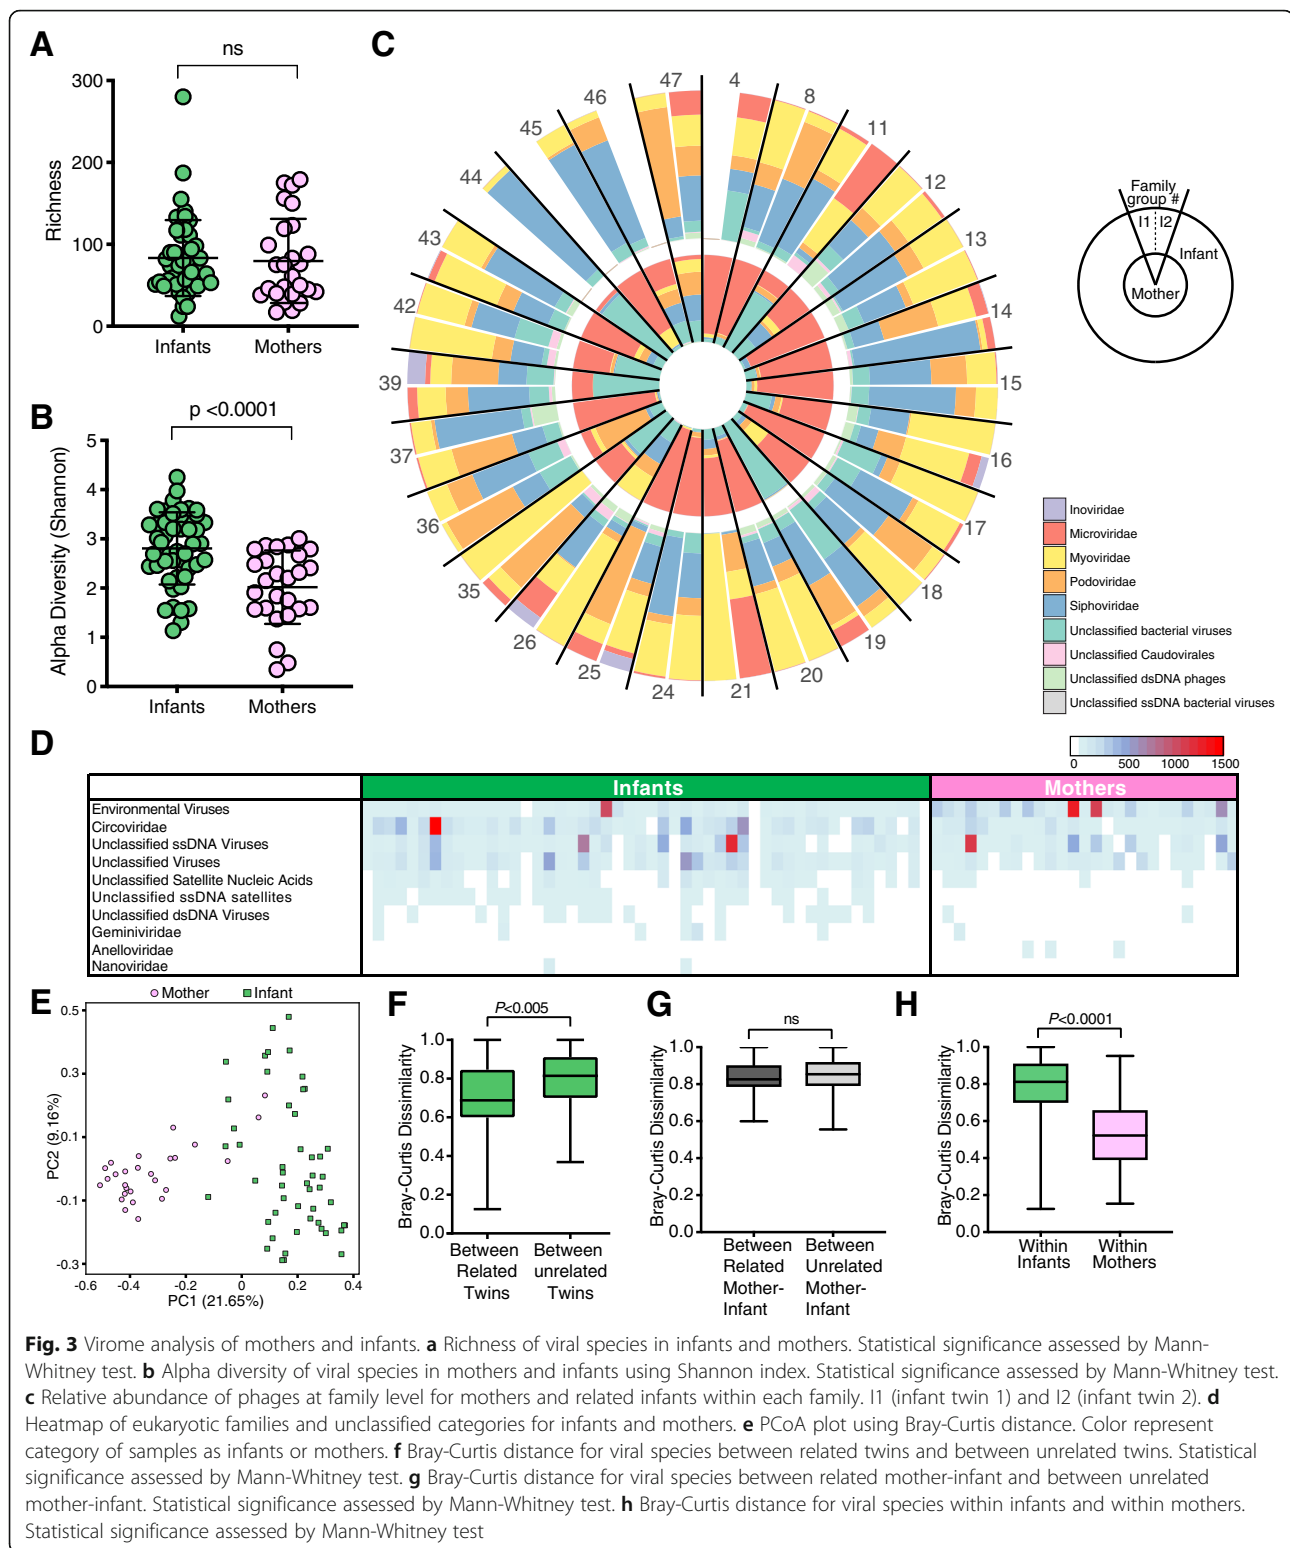 A
ns
Richness
300
200
100
0
Infants
Mothers
B
p <0.0001
Alpha Diversity (Shannon)
5
4
3
2
1
0
Infants
Mothers
C
4
8
11
12
13
14
15
16
17
18
19
20
21
24
25
26
35
36
37
39
42
43
44
45
46
47
Family
group #
I1
I2
Infant
Mother
Inoviridae
Microviridae
Myoviridae
Podoviridae
Siphoviridae
Unclassified bacterial viruses
Unclassified Caudovirales
Unclassified dsDNA phages
Unclassified ssDNA bacterial viruses
D
0 500 1000 1500
Infants
Mothers
Environmental Viruses
Circoviridae
Unclassified ssDNA Viruses
Unclassified Viruses
Unclassified Satellite Nucleic Acids
Unclassified ssDNA satellites
Unclassified dsDNA Viruses
Geminiviridae
Anelloviridae
Nanoviridae
E
Mother Infant
PC2 (9.16%)
0.5
0.3
0.1
-0.1
-0.3
-0.6 -0.4 -0.2 0 0.2 0.4
PC1 (21.65%)
F
P<0.005
Bray-Curtis Dissimilarity
1.0
0.8
0.6
0.4
0.2
0.0
Between
Related
Twins
Between
unrelated
Twins
G
ns
Bray-Curtis Dissimilarity
1.0
0.8
0.6
0.4
0.2
0.0
Between
Related
Mother-
Infant
Between
Unrelated
Mother-
Infant
H
P<0.0001
Bray-Curtis Dissimilarity
1.0
0.8
0.6
0.4
0.2
0.0
Within
Infants
Within
Mothers
Fig. 3 Virome analysis of mothers and infants. a Richness of viral species in infants and mothers. Statistical significance assessed by Mann-
Whitney test. b Alpha diversity of viral species in mothers and infants using Shannon index. Statistical significance assessed by Mann-Whitney test.
c Relative abundance of phages at family level for mothers and related infants within each family. I1 (infant twin 1) and I2 (infant twin 2). d
Heatmap of eukaryotic families and unclassified categories for infants and mothers. e PCoA plot using Bray-Curtis distance. Color represent
category of samples as infants or mothers. f Bray-Curtis distance for viral species between related twins and between unrelated twins. Statistical
significance assessed by Mann-Whitney test. g Bray-Curtis distance for viral species between related mother-infant and between unrelated
mother-infant. Statistical significance assessed by Mann-Whitney test. h Bray-Curtis distance for viral species within infants and within mothers.
Statistical significance assessed by Mann-Whitney test